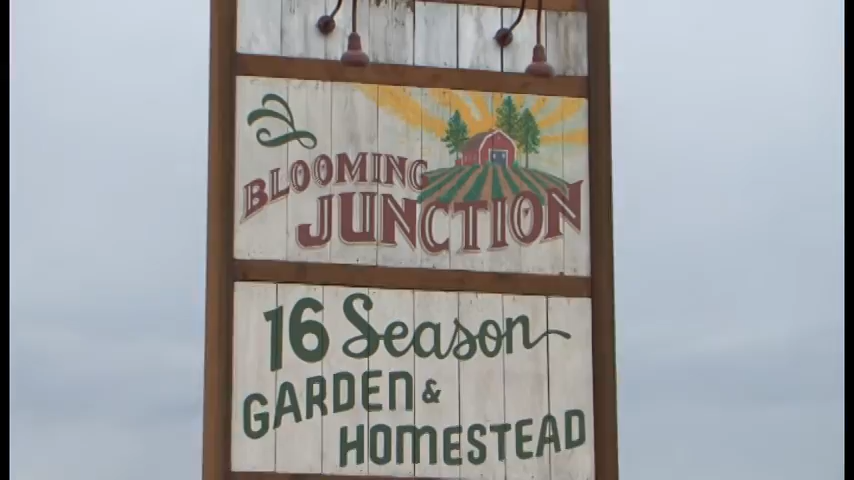 BLOOMING
JUNCTION
16 Season
GARDEN &
HOMESTEAD